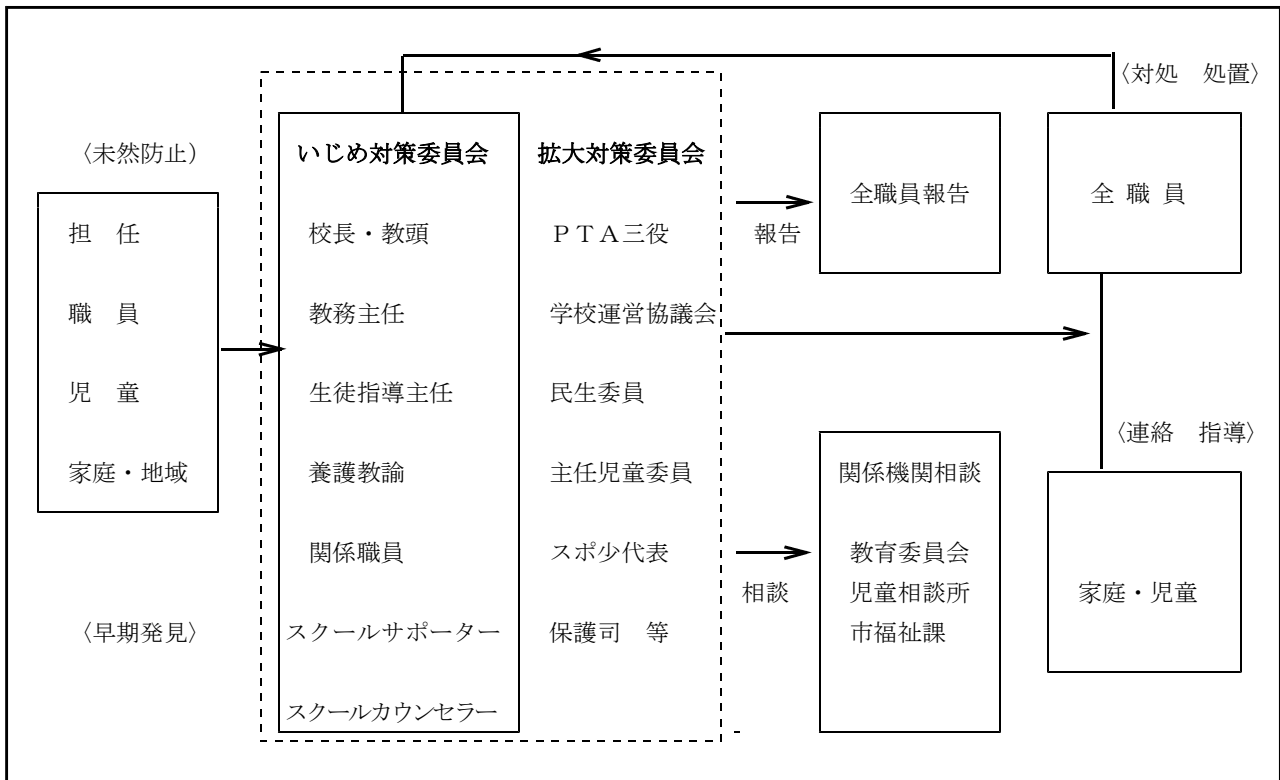 〈対処　処置〉
〈未然防止）
担　任
職　員
児　童
家庭・地域
〈早期発見〉
いじめ対策委員会
校長・教頭
教務主任
生徒指導主任
養護教諭
関係職員
スクールサポーター
スクールカウンセラー
拡大対策委員会
ＰＴＡ三役
学校運営協議会
民生委員
主任児童委員
スポ少代表
保護司　等
報告
相談
全職員報告
関係機関相談
教育委員会
児童相談所
市福祉課
全 職 員
〈連絡　指導〉
家庭・児童